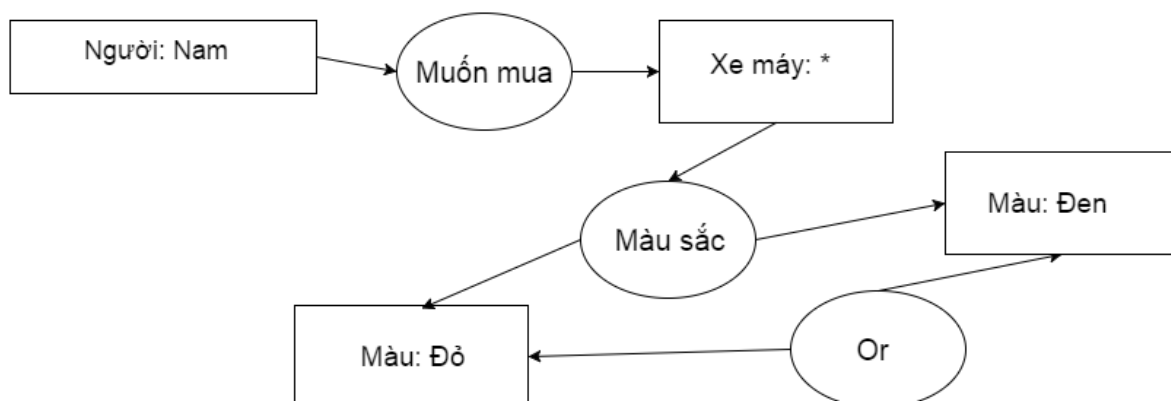 Người: Nam
Muốn mua
Xe máy: *
Màu sắc
Màu: Đen
Màu: Đỏ
Or